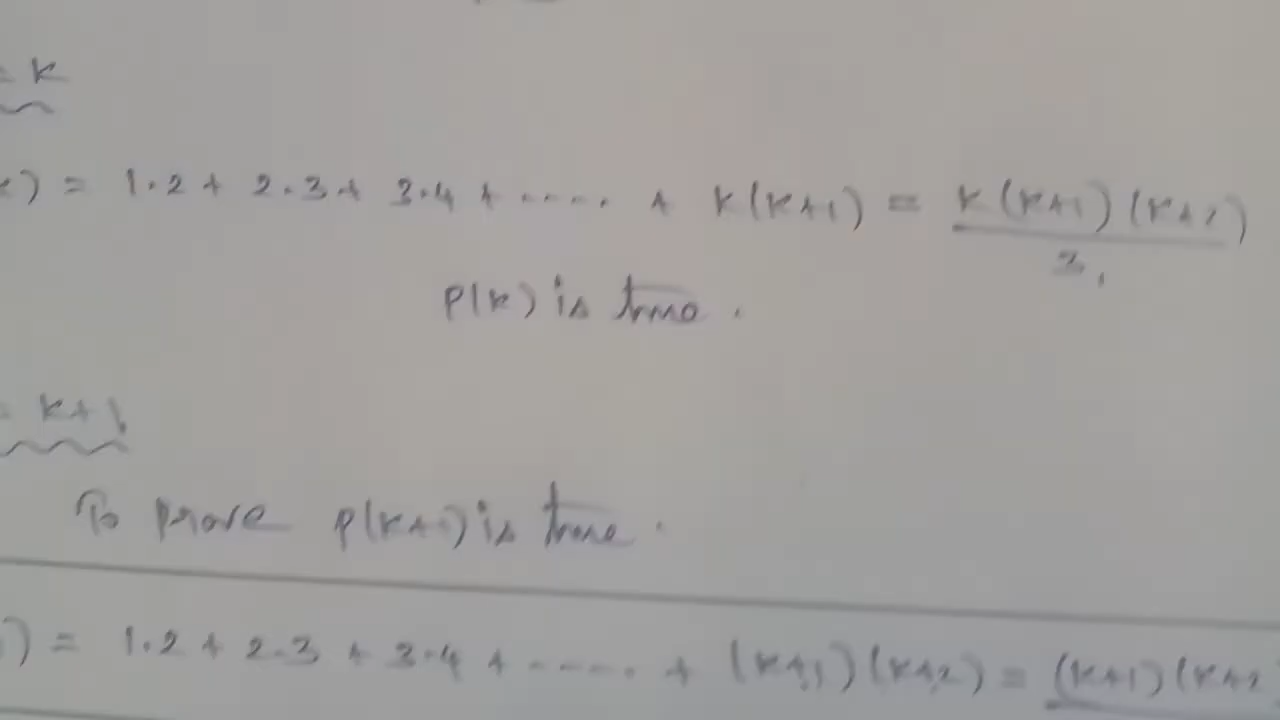 = k
k) = 1.2 + 2.3 + 3.4 + ..... + k(k+1) = k(k+1)(k+2)/3,
P(k) is true.
= k+1
To prove P(k+1) is true.
1) = 1.2 + 2.3 + 3.4 + ..... + (k+1)(k+2) = (k+1)(k+2